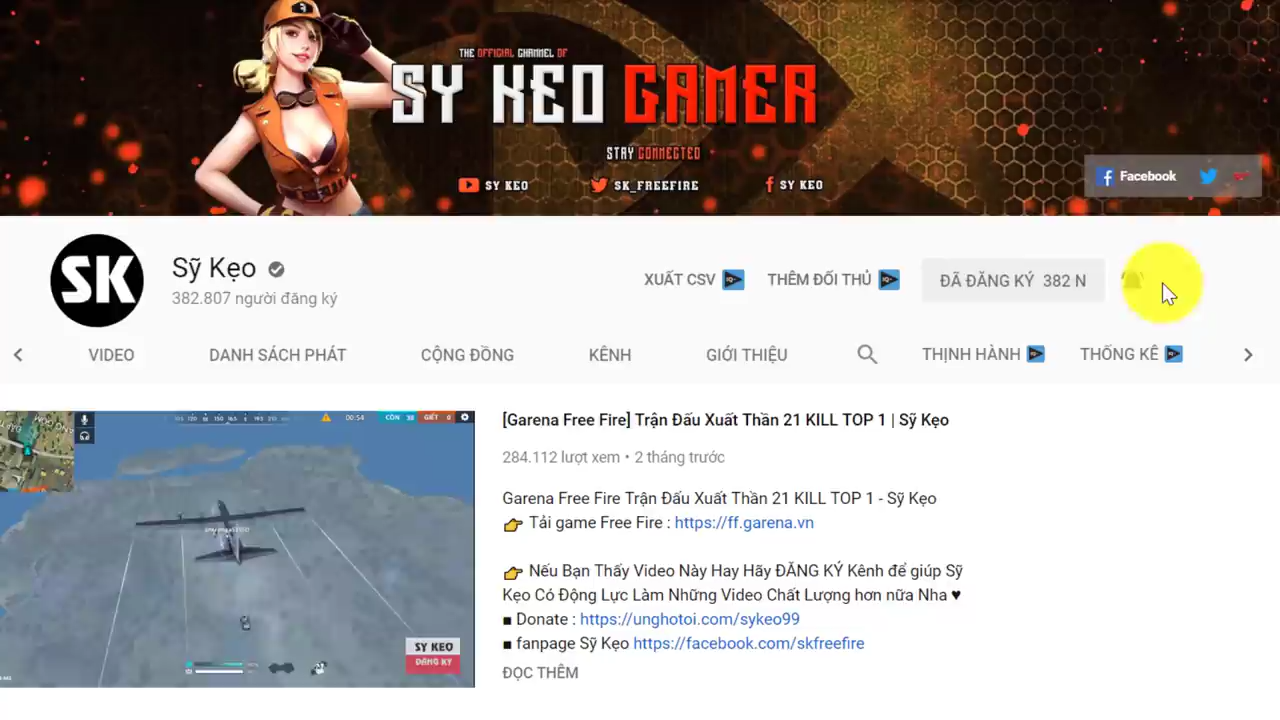 THE OFFICIAL CHANNEL OF
SY KEO GAMER
STAY CONNECTED
SY KEO
SK_FREEFIRE
SY KEO
Facebook
SK
Sỹ Kẹo
382.807 người đăng ký
XUẤT CSV
THÊM ĐỐI THỦ
ĐÃ ĐĂNG KÝ 382 N
VIDEO
DANH SÁCH PHÁT
CỘNG ĐỒNG
KÊNH
GIỚI THIỆU
THỊNH HÀNH
THỐNG KÊ
00:54
CÒN 38
GIẾT 0
SY KEO
ĐĂNG KÝ
[Garena Free Fire] Trận Đấu Xuất Thần 21 KILL TOP 1 | Sỹ Kẹo
284.112 lượt xem • 2 tháng trước
Garena Free Fire Trận Đấu Xuất Thần 21 KILL TOP 1 - Sỹ Kẹo
👉 Tải game Free Fire : https://ff.garena.vn
👉 Nếu Bạn Thấy Video Này Hay Hãy ĐĂNG KÝ Kênh để giúp Sỹ
Kẹo Có Động Lực Làm Những Video Chất Lượng hơn nữa Nha ♥
■ Donate : https://unghotoi.com/sykeo99
■ fanpage Sỹ Kẹo https://facebook.com/skfreefire
ĐỌC THÊM